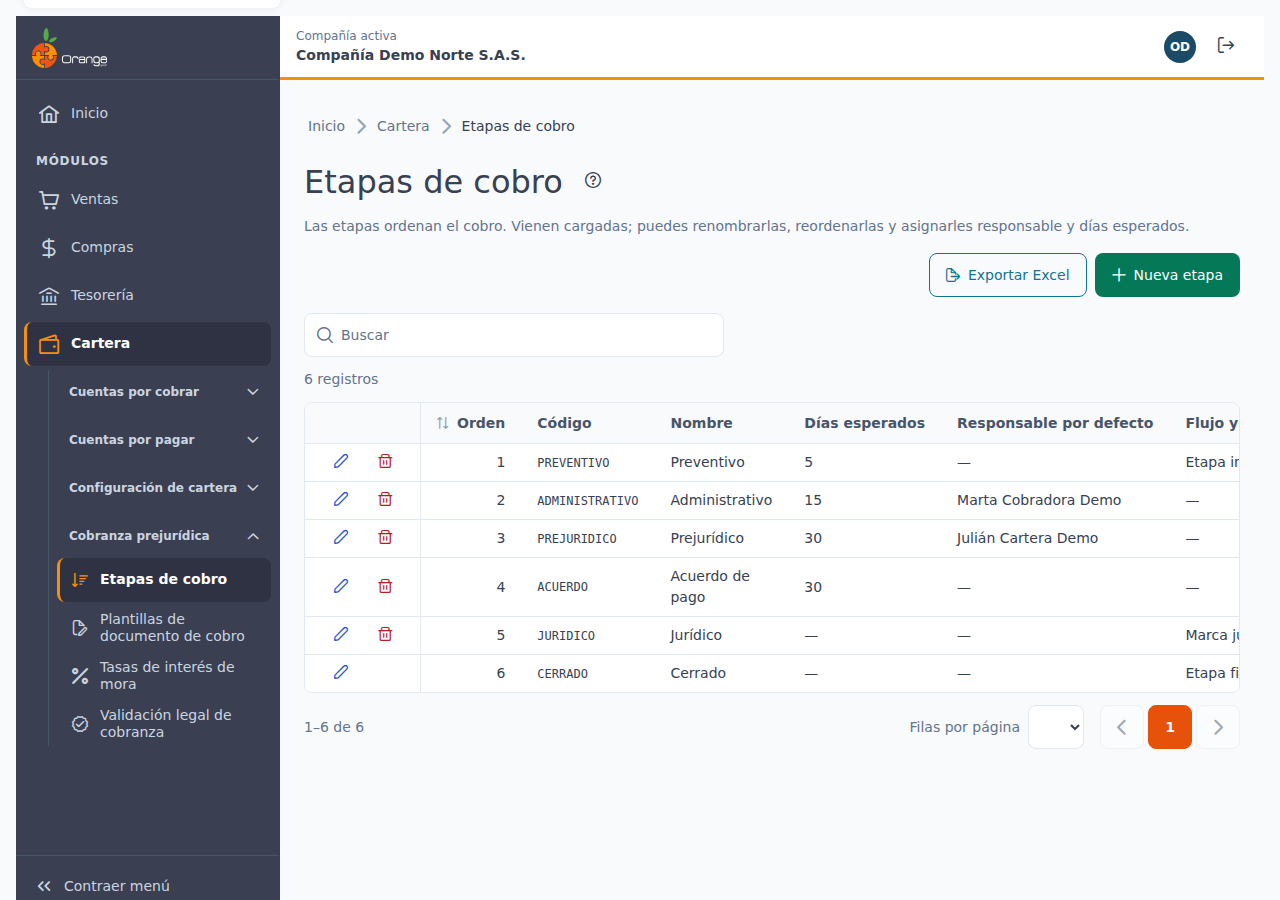 Orange
Compañía activa
Compañía Demo Norte S.A.S.
OD
Inicio
MÓDULOS
Ventas
Compras
Tesorería
Cartera
Cuentas por cobrar
Cuentas por pagar
Configuración de cartera
Cobranza prejurídica
Etapas de cobro
Plantillas de
documento de cobro
Tasas de interés de
mora
Validación legal de
cobranza
Contraer menú
Inicio Cartera Etapas de cobro
Etapas de cobro
Las etapas ordenan el cobro. Vienen cargadas; puedes renombrarlas, reordenarlas y asignarles responsable y días esperados.
Exportar Excel Nueva etapa
Buscar
6 registros
Orden Código Nombre Días esperados Responsable por defecto Flujo y
1 PREVENTIVO Preventivo 5 — Etapa
2 ADMINISTRATIVO Administrativo 15 Marta Cobradora Demo —
3 PREJURIDICO Prejurídico 30 Julián Cartera Demo —
4 ACUERDO Acuerdo de
pago 30 — —
5 JURIDICO Jurídico — — Marca
6 CERRADO Cerrado — — Etapa
1–6 de 6 Filas por página 1